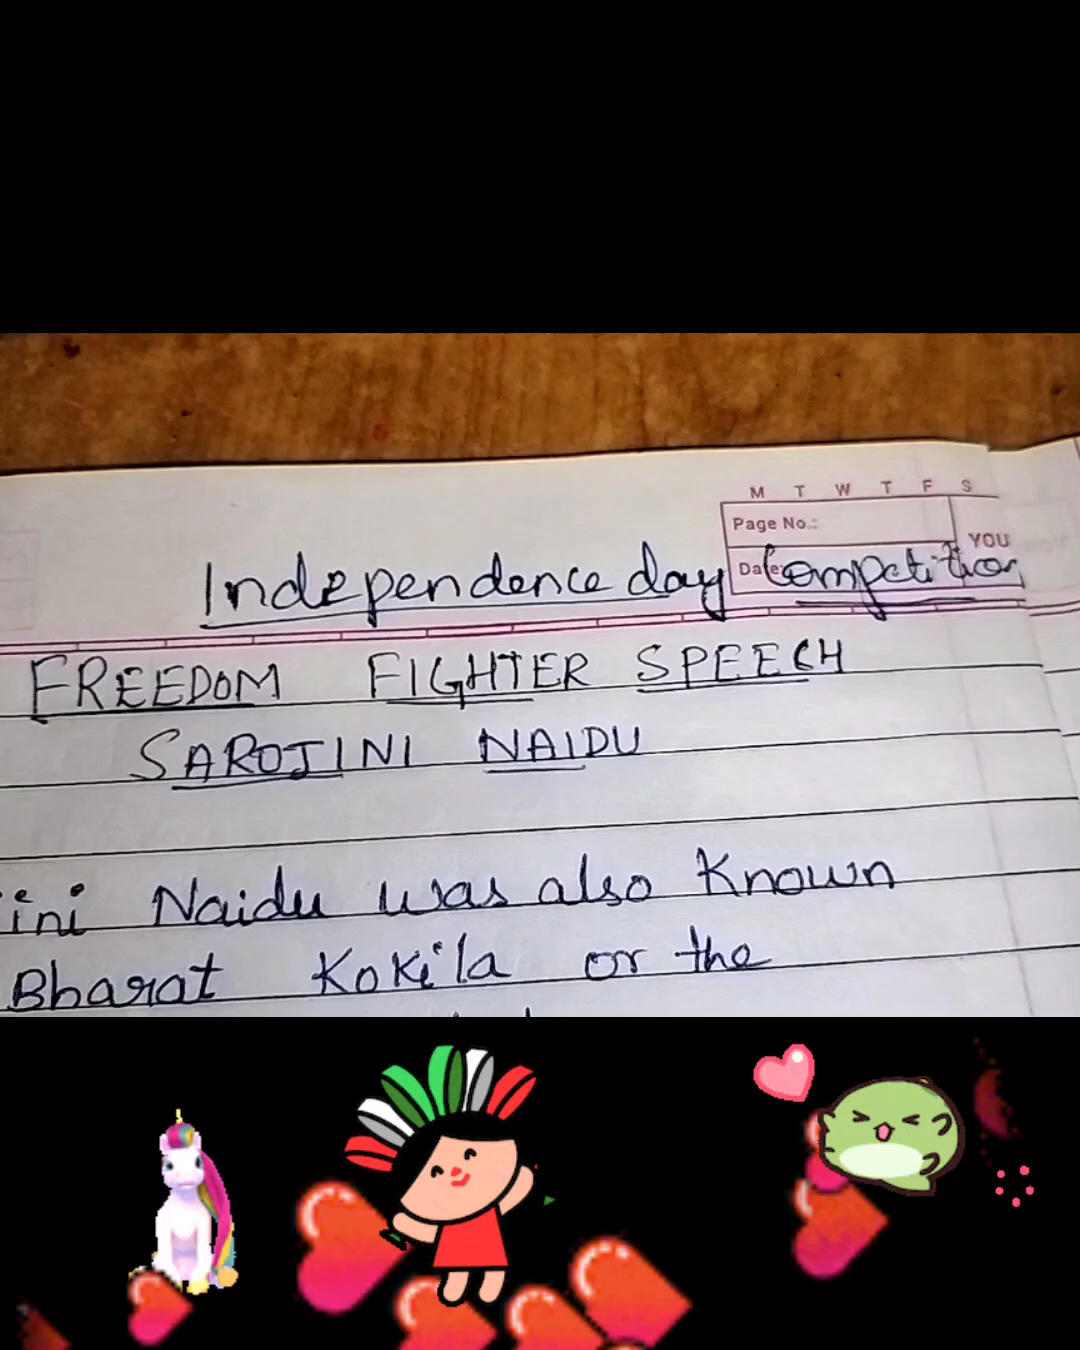 M T W T F S
Page No.:
YOU
Date:
Independence day Competition
FREEDOM FIGHTER SPEECH
SAROJINI NAIDU
ini Naidu was also Known
Bharat Kokila or the